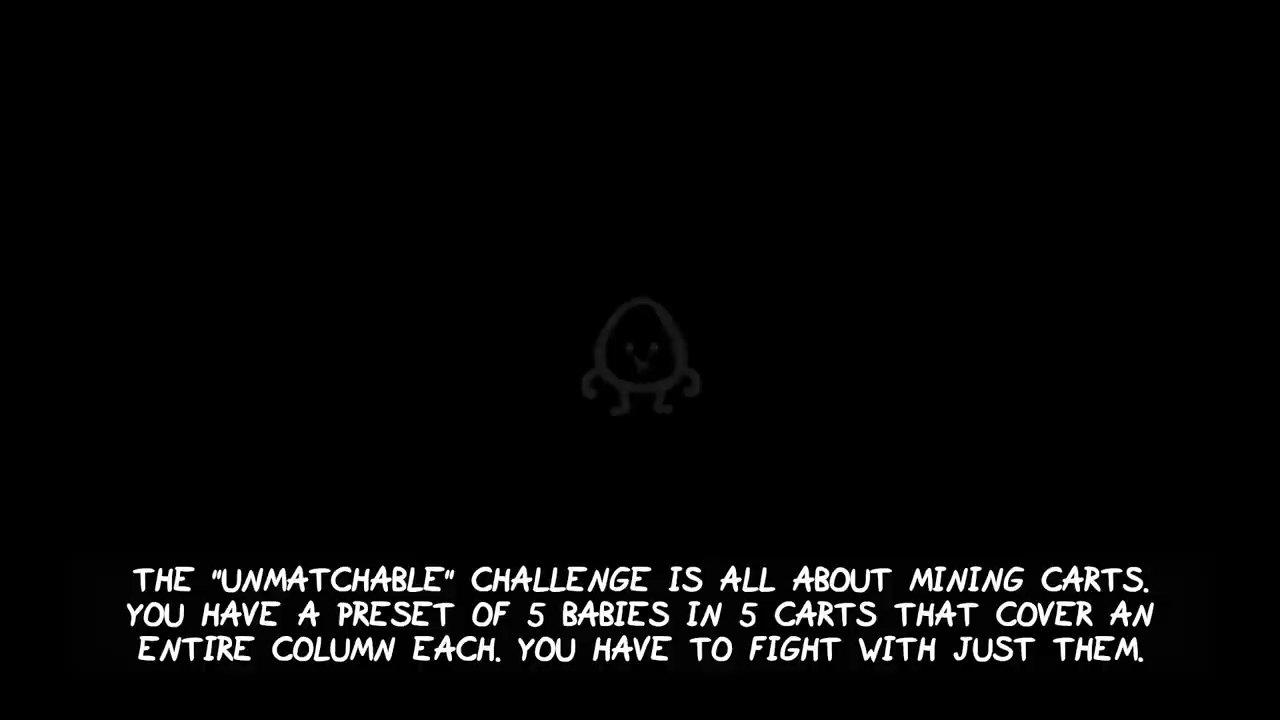 THE "UNMATCHABLE" CHALLENGE IS ALL ABOUT MINING CARTS.
YOU HAVE A PRESET OF 5 BABIES IN 5 CARTS THAT COVER AN
ENTIRE COLUMN EACH. YOU HAVE TO FIGHT WITH JUST THEM.